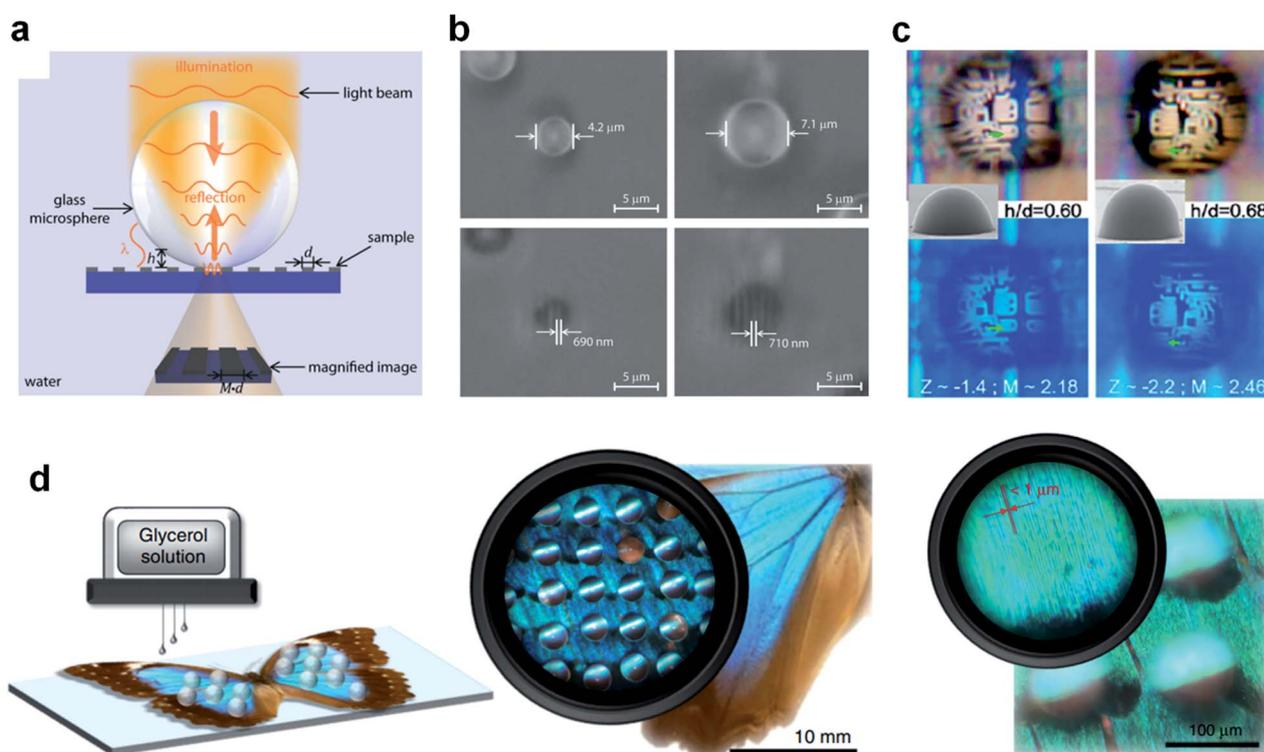 a
illumination
light beam
reflection
glass
microsphere
λ
h
d
sample
magnified image
M·d
water
b
4.2 μm
5 μm
7.1 μm
5 μm
690 nm
5 μm
710 nm
5 μm
c
h/d=0.60
h/d=0.68
Z ~ -1.4 ; M ~ 2.18
Z ~ -2.2 ; M ~ 2.46
d
Glycerol
solution
10 mm
< 1 μm
100 μm